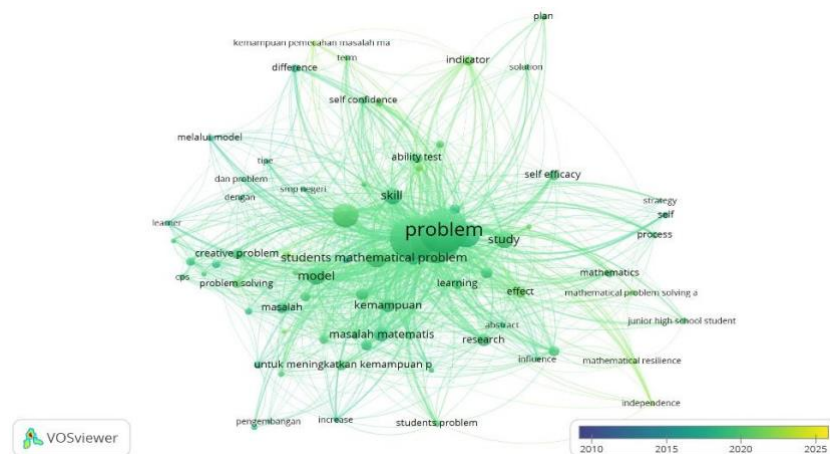 plan
kemampuan pemecahan masalah ma
term
difference
indicator
solution
self confidence
melalui model
ability test
tipe
self efficacy
dan problem
smp negeri
skill
dengan
strategy
self
learner
problem
process
study
creative problem
students mathematical problem
cps
problem solving
model
learning
mathematics
effect
mathematical problem solving a
masalah
kemampuan
abstract
junior high school student
masalah matematis
research
influence
mathematical resilience
untuk meningkatkan kemampuan p
independence
pengembangan
increase
students problem
VOSviewer
2010 2015 2020 2025